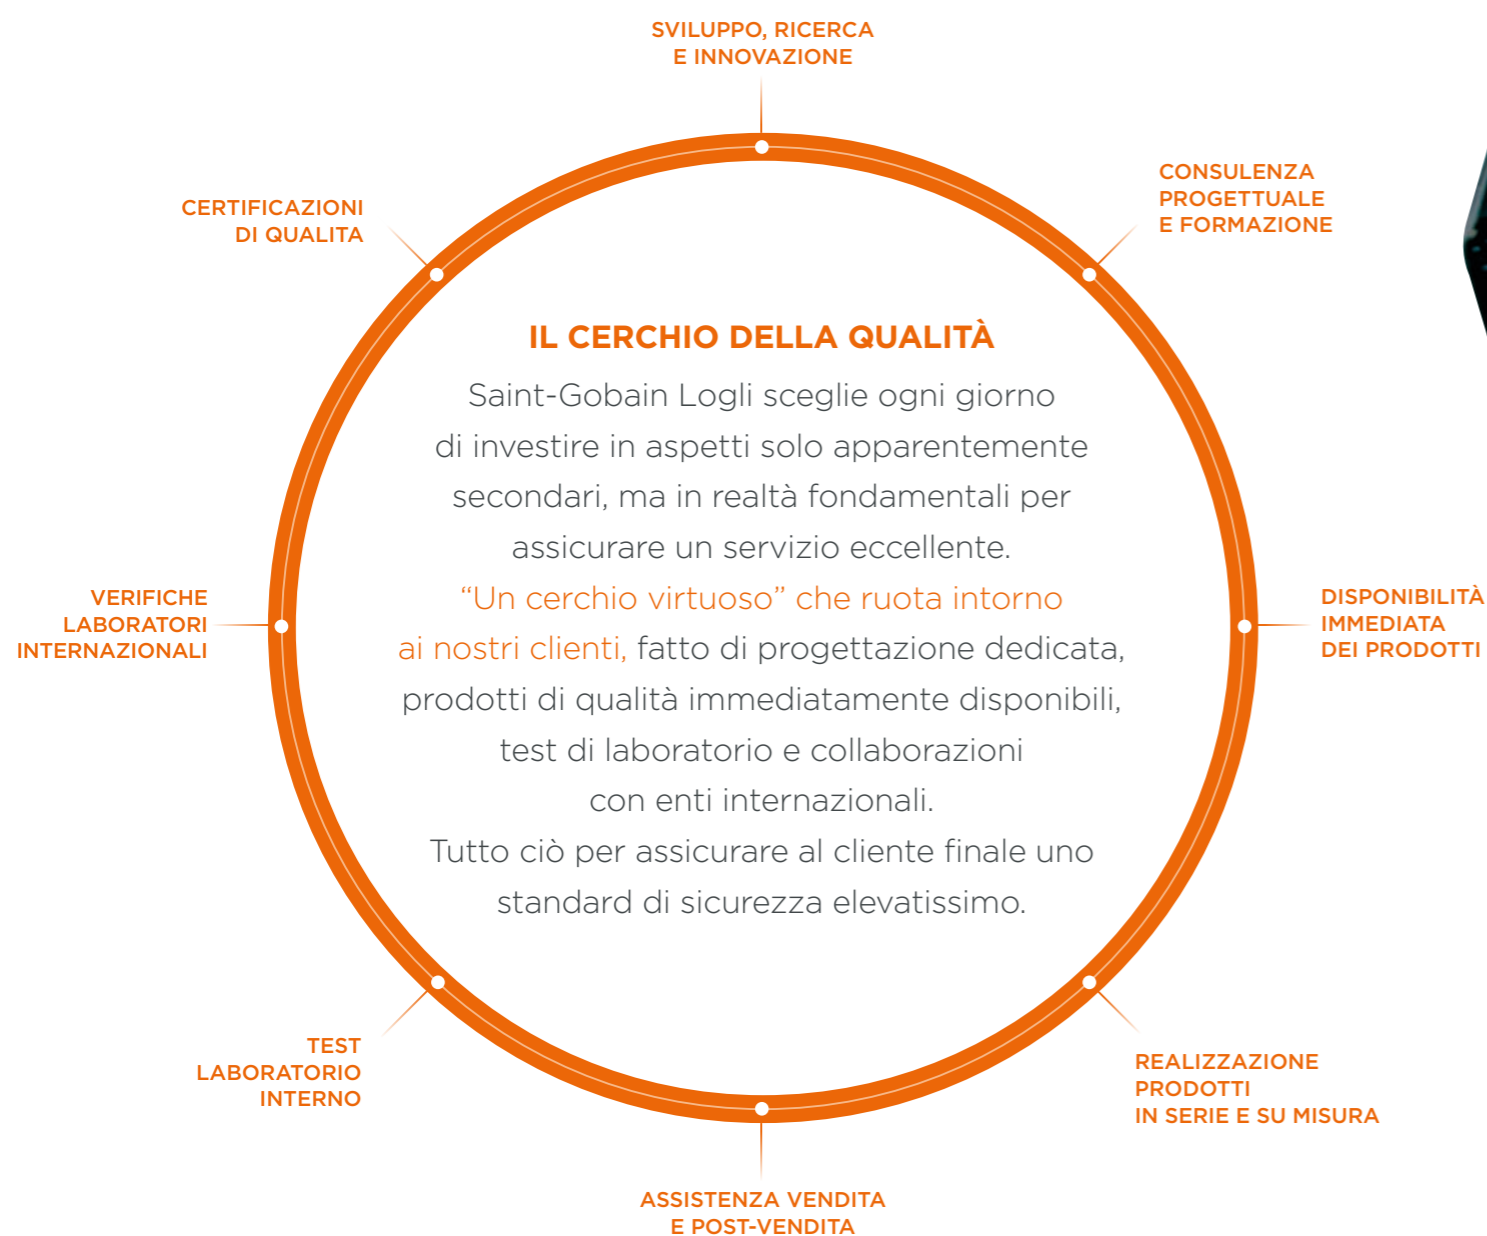 SVILUPPO, RICERCA
E INNOVAZIONE
CONSULENZA
PROGETTUALE
E FORMAZIONE
CERTIFICAZIONI
DI QUALITA
IL CERCHIO DELLA QUALITÀ
Saint-Gobain Logli sceglie ogni giorno
di investire in aspetti solo apparentemente
secondari, ma in realtà fondamentali per
assicurare un servizio eccellente.
“Un cerchio virtuoso” che ruota intorno
ai nostri clienti, fatto di progettazione dedicata,
prodotti di qualità immediatamente disponibili,
test di laboratorio e collaborazioni
con enti internazionali.
Tutto ciò per assicurare al cliente finale uno
standard di sicurezza elevatissimo.
VERIFICHE
LABORATORI
INTERNAZIONALI
DISPONIBILITÀ
IMMEDIATA
DEI PRODOTTI
TEST
LABORATORIO
INTERNO
REALIZZAZIONE
PRODOTTI
IN SERIE E SU MISURA
ASSISTENZA VENDITA
E POST-VENDITA